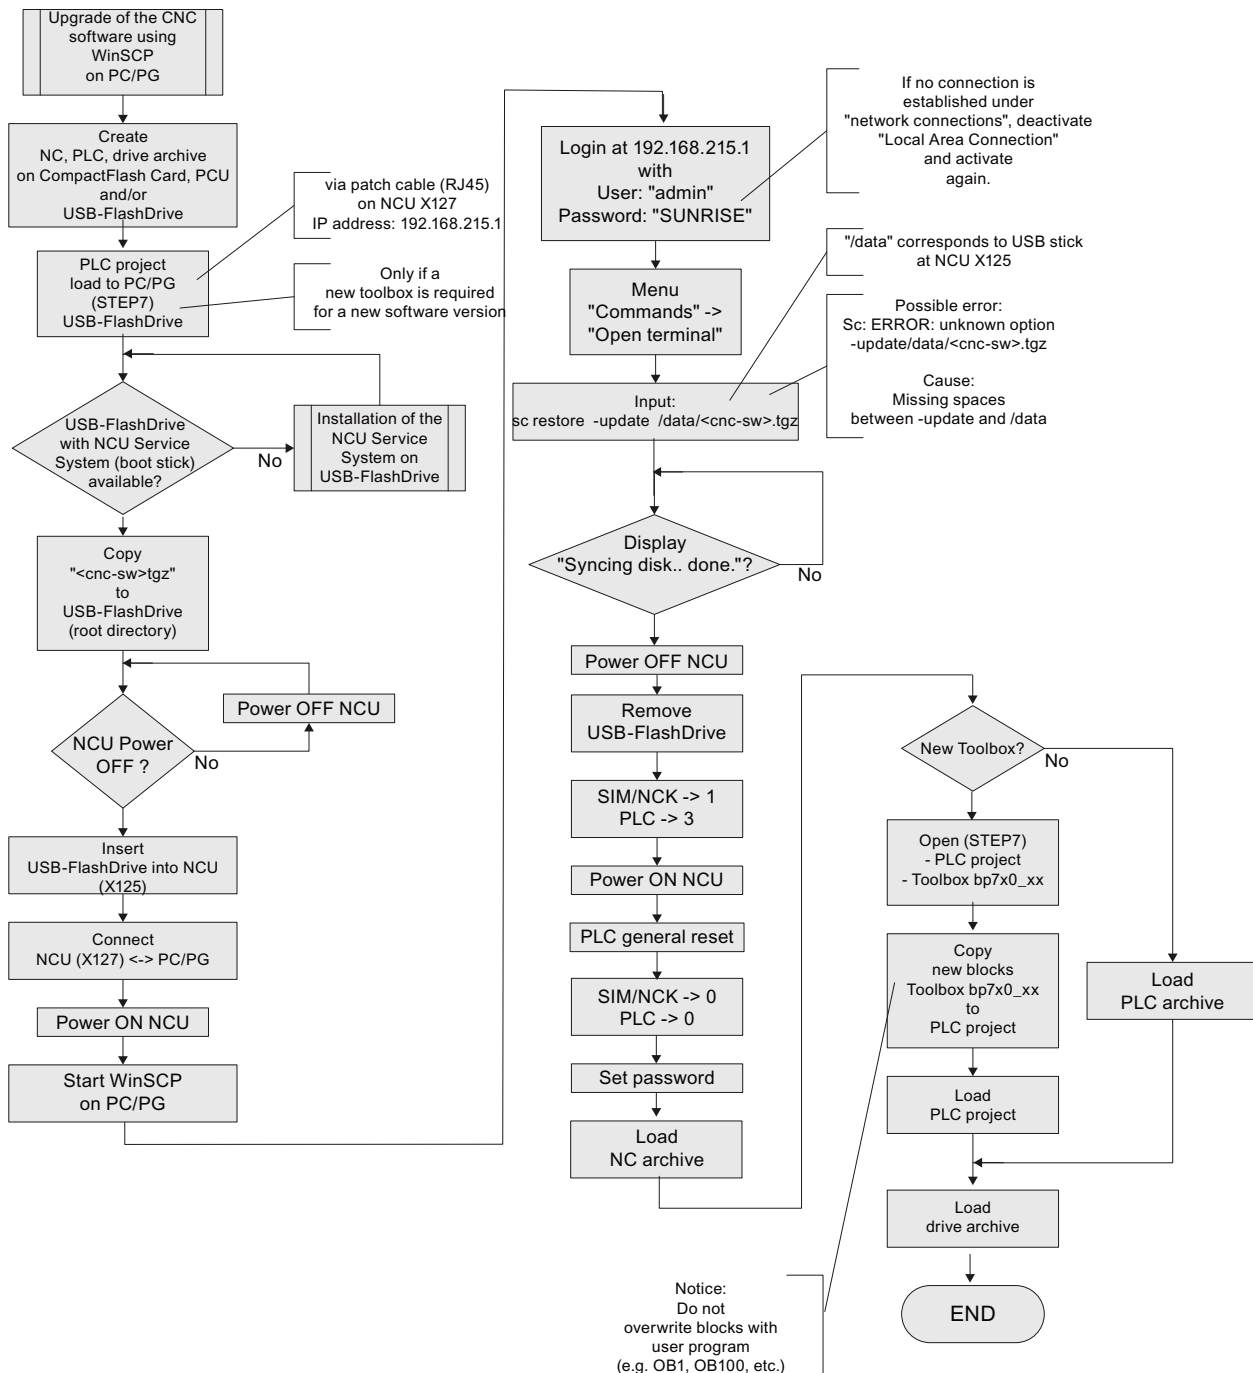 Upgrade of the CNC
software using
WinSCP
on PC/PG
Create
NC, PLC, drive archive
on CompactFlash Card, PCU
and/or
USB-FlashDrive
via patch cable (RJ45)
on NCU X127
IP address: 192.168.215.1
PLC project
load to PC/PG
(STEP7)
USB-FlashDrive
Only if a
new toolbox is required
for a new software version
USB-FlashDrive
with NCU Service
System (boot stick)
available?
No
Installation of the
NCU Service
System on
USB-FlashDrive
Copy
"<cnc-sw>tgz"
to
USB-FlashDrive
(root directory)
Power OFF NCU
NCU Power
OFF ?
No
Insert
USB-FlashDrive into NCU
(X125)
Connect
NCU (X127) <-> PC/PG
Power ON NCU
Start WinSCP
on PC/PG
Login at 192.168.215.1
with
User: "admin"
Password: "SUNRISE"
If no connection is
established under
"network connections", deactivate
"Local Area Connection"
and activate
again.
Menu
"Commands" ->
"Open terminal"
"/data" corresponds to USB stick
at NCU X125
Input:
sc restore -update /data/<cnc-sw>.tgz
Possible error:
Sc: ERROR: unknown option
-update/data/<cnc-sw>.tgz
Cause:
Missing spaces
between -update and /data
Display
"Syncing disk.. done."?
No
Power OFF NCU
Remove
USB-FlashDrive
SIM/NCK -> 1
PLC -> 3
Power ON NCU
PLC general reset
SIM/NCK -> 0
PLC -> 0
Set password
Load
NC archive
New Toolbox?
No
Open (STEP7)
- PLC project
- Toolbox bp7x0_xx
Copy
new blocks
Toolbox bp7x0_xx
to
PLC project
Load
PLC archive
Load
PLC project
Load
drive archive
END
Notice:
Do not
overwrite blocks with
user program
(e.g. OB1, OB100, etc.)